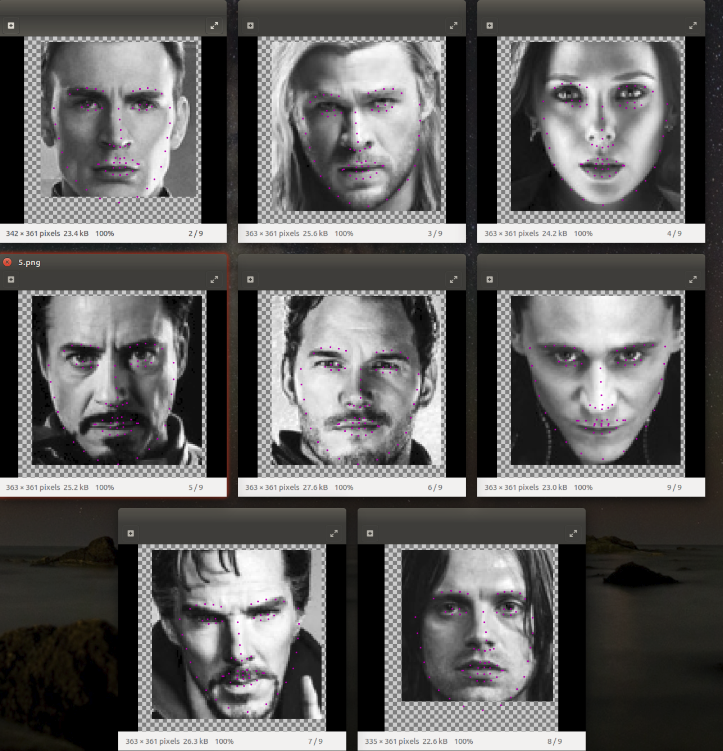 342 × 361 pixels 23.4 kB 100% 2 / 9
363 × 361 pixels 25.6 kB 100% 3 / 9
363 × 361 pixels 24.2 kB 100% 4 / 9
5.png
363 × 361 pixels 25.2 kB 100% 5 / 9
363 × 361 pixels 27.6 kB 100% 6 / 9
363 × 361 pixels 23.0 kB 100% 9 / 9
363 × 361 pixels 26.3 kB 100% 7 / 9
335 × 361 pixels 22.6 kB 100% 8 / 9